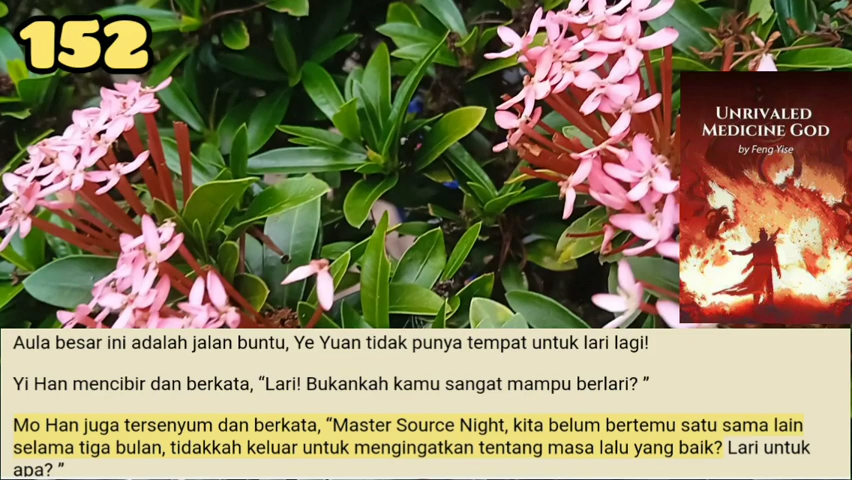 152
UNRIVALED
MEDICINE GOD
by Feng Yise
Aula besar ini adalah jalan buntu, Ye Yuan tidak punya tempat untuk lari lagi!
Yi Han mencibir dan berkata, “Lari! Bukankah kamu sangat mampu berlari? ”
Mo Han juga tersenyum dan berkata, “Master Source Night, kita belum bertemu satu sama lain
selama tiga bulan, tidakkah keluar untuk mengingatkan tentang masa lalu yang baik? Lari untuk
apa? ”